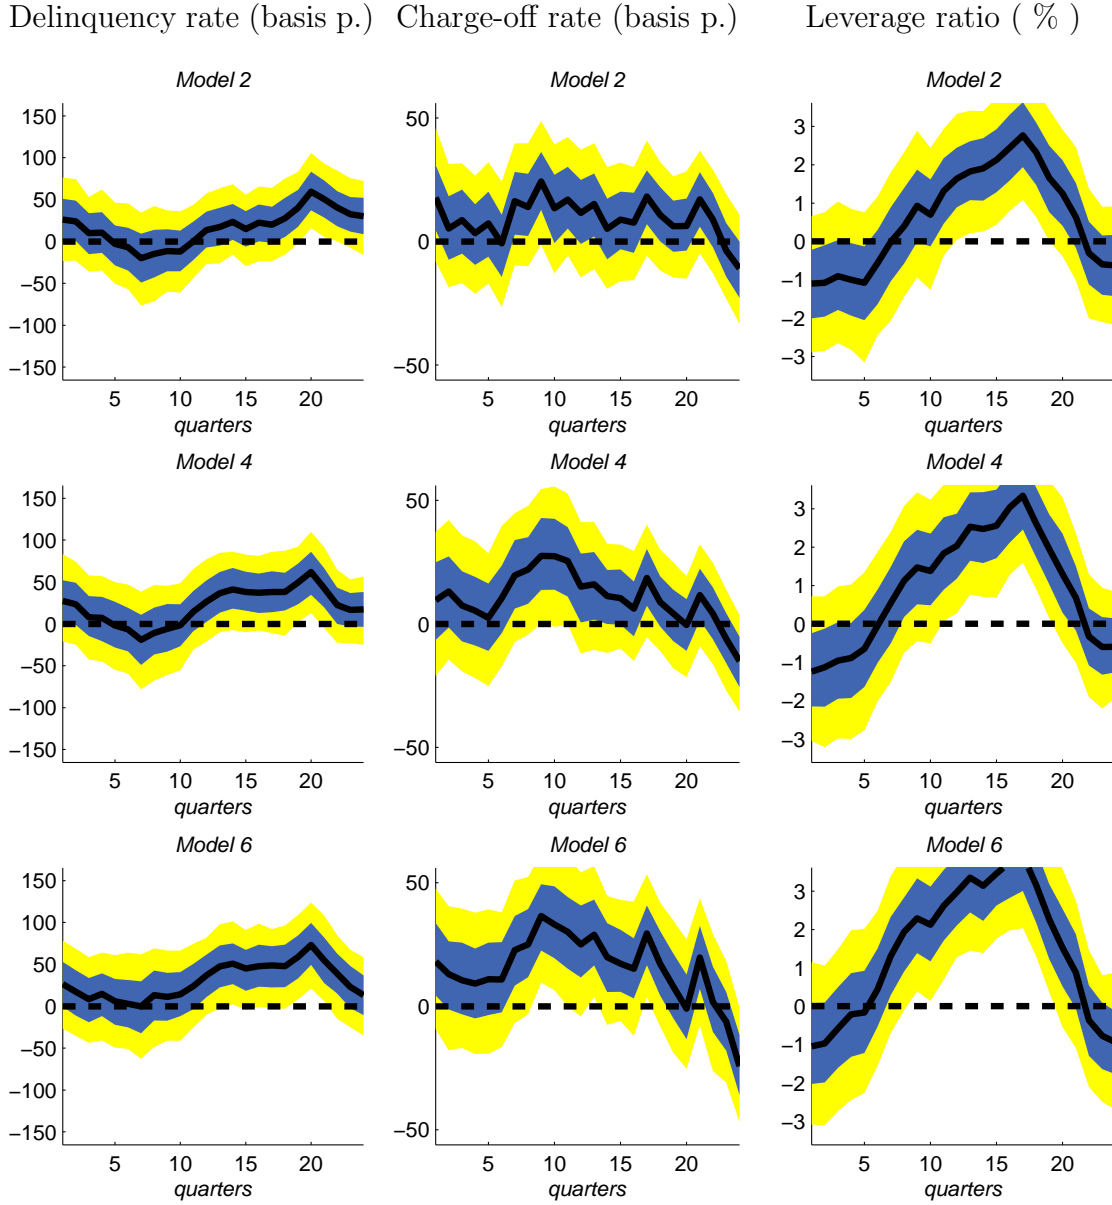 Delinquency rate (basis p.) Charge-off rate (basis p.) Leverage ratio ( % )
Model 2 Model 2 Model 2
150
100
50
0
−50
−100
−150
5 10 15 20
quarters
50
0
−50
5 10 15 20
quarters
3
2
1
0
−1
−2
−3
5 10 15 20
quarters
Model 4 Model 4 Model 4
150
100
50
0
−50
−100
−150
5 10 15 20
quarters
50
0
−50
5 10 15 20
quarters
3
2
1
0
−1
−2
−3
5 10 15 20
quarters
Model 6 Model 6 Model 6
150
100
50
0
−50
−100
−150
5 10 15 20
quarters
50
0
−50
5 10 15 20
quarters
3
2
1
0
−1
−2
−3
5 10 15 20
quarters